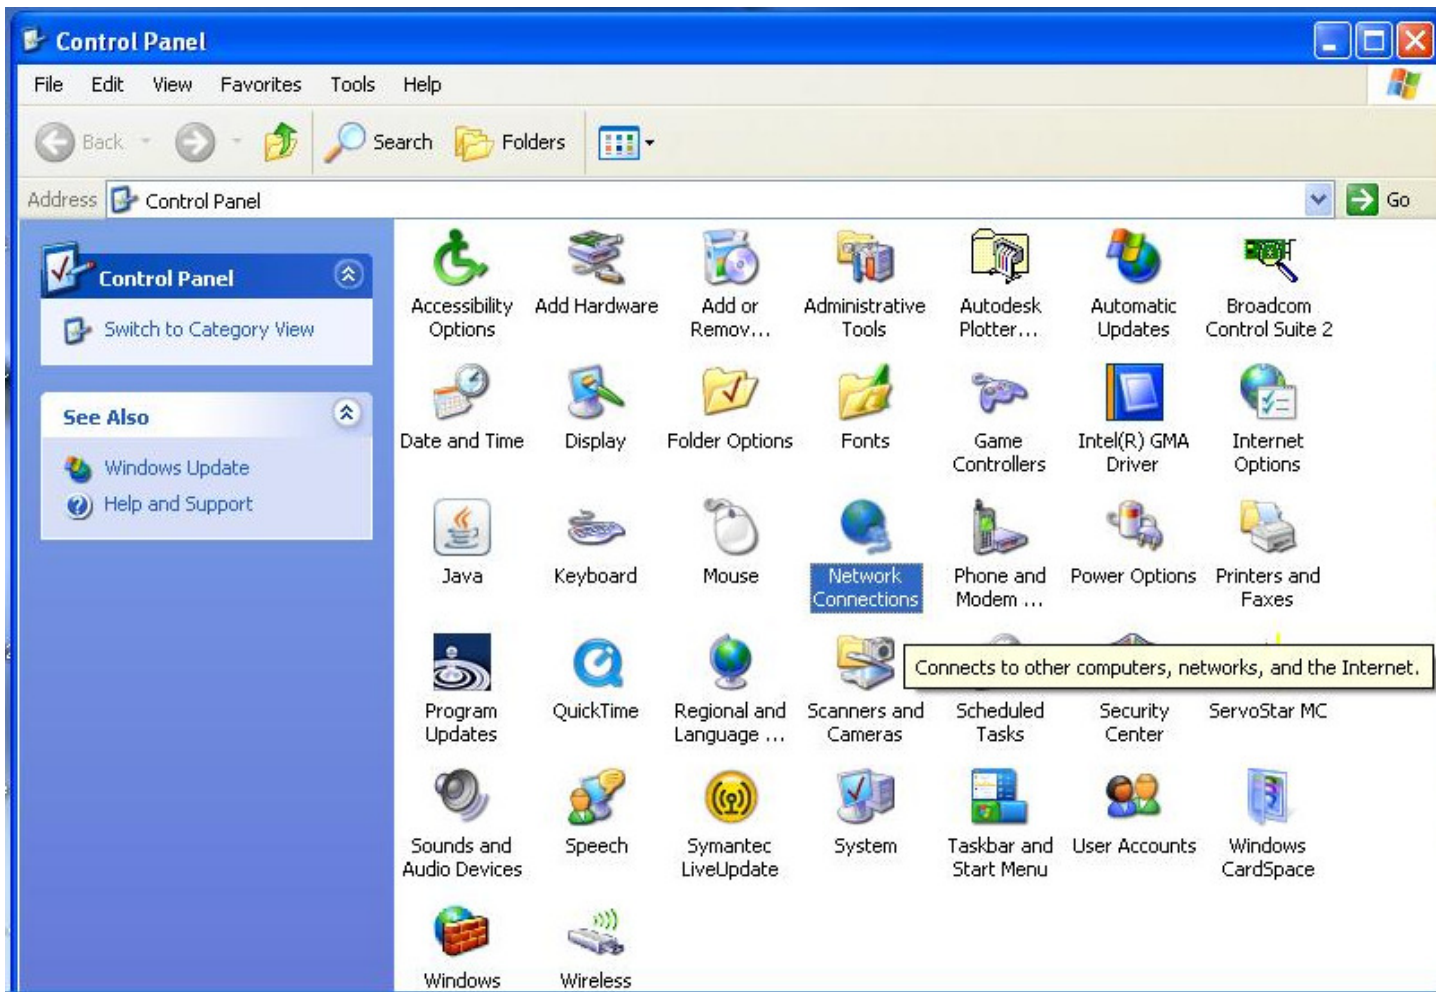 Control Panel
File Edit View Favorites Tools Help
Back Search Folders
Address Control Panel Go
Control Panel
Switch to Category View
See Also
Windows Update
Help and Support
Accessibility Options
Add Hardware
Add or Remov...
Administrative Tools
Autodesk Plotter...
Automatic Updates
Broadcom Control Suite 2
Date and Time
Display
Folder Options
Fonts
Game Controllers
Intel(R) GMA Driver
Internet Options
Java
Keyboard
Mouse
Network Connections
Phone and Modem ...
Power Options
Printers and Faxes
Connects to other computers, networks, and the Internet.
Program Updates
QuickTime
Regional and Language ...
Scanners and Cameras
Scheduled Tasks
Security Center
ServoStar MC
Sounds and Audio Devices
Speech
Symantec LiveUpdate
System
Taskbar and Start Menu
User Accounts
Windows CardSpace
Windows
Wireless